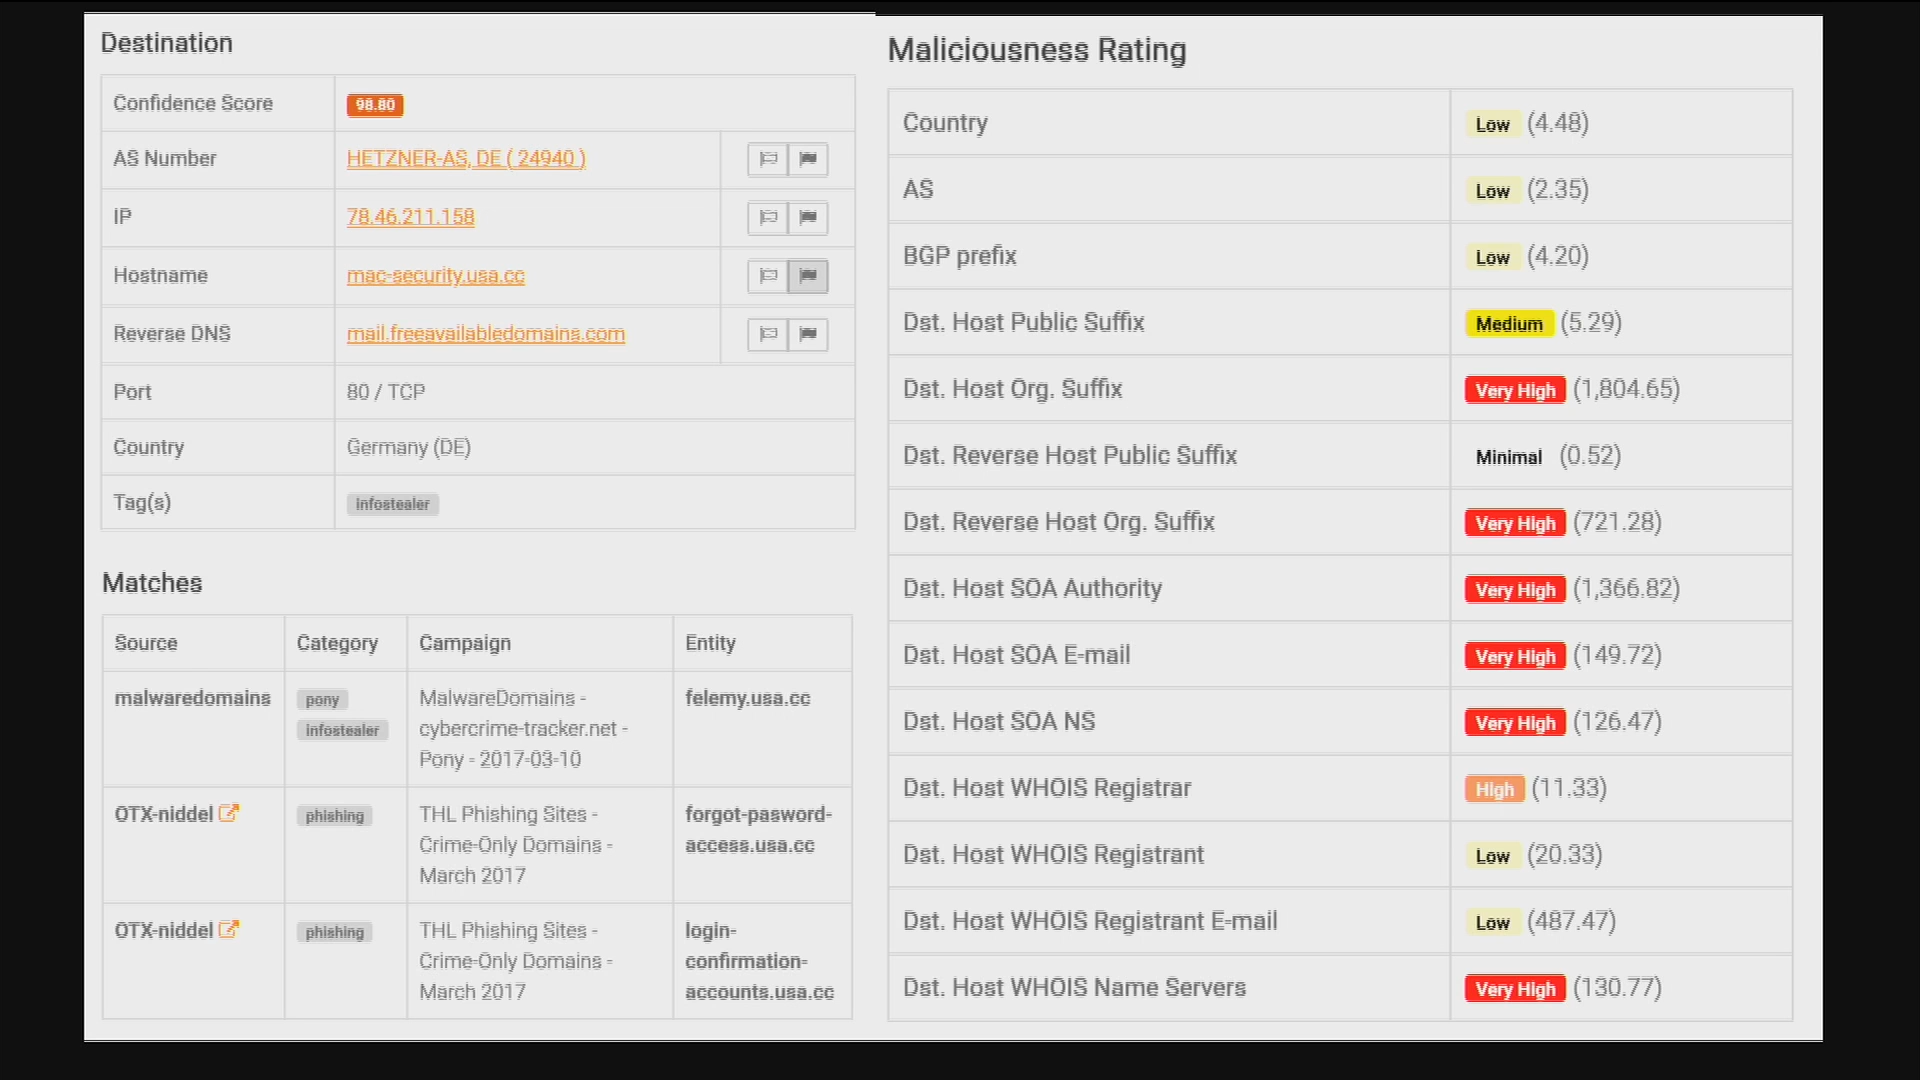 Destination
Confidence Score 98.80
AS Number HETZNER-AS, DE ( 24940 )
IP 78.46.211.158
Hostname mac-security.usa.cc
Reverse DNS mail.freeavailabledomains.com
Port 80 / TCP
Country Germany (DE)
Tag(s) infostealer
Matches
Source Category Campaign Entity
malwaredomains pony MalwareDomains - felemy.usa.cc
infostealer cybercrime-tracker.net -
Pony - 2017-03-10
OTX-niddel phishing THL Phishing Sites - forgot-pasword-
Crime-Only Domains - access.usa.cc
March 2017
OTX-niddel phishing THL Phishing Sites - login-
Crime-Only Domains - confirmation-
March 2017 accounts.usa.cc
Maliciousness Rating
Country Low (4.48)
AS Low (2.35)
BGP prefix Low (4.20)
Dst. Host Public Suffix Medium (5.29)
Dst. Host Org. Suffix Very High (1,804.65)
Dst. Reverse Host Public Suffix Minimal (0.52)
Dst. Reverse Host Org. Suffix Very High (721.28)
Dst. Host SOA Authority Very High (1,366.82)
Dst. Host SOA E-mail Very High (149.72)
Dst. Host SOA NS Very High (126.47)
Dst. Host WHOIS Registrar High (11.33)
Dst. Host WHOIS Registrant Low (20.33)
Dst. Host WHOIS Registrant E-mail Low (487.47)
Dst. Host WHOIS Name Servers Very High (130.77)